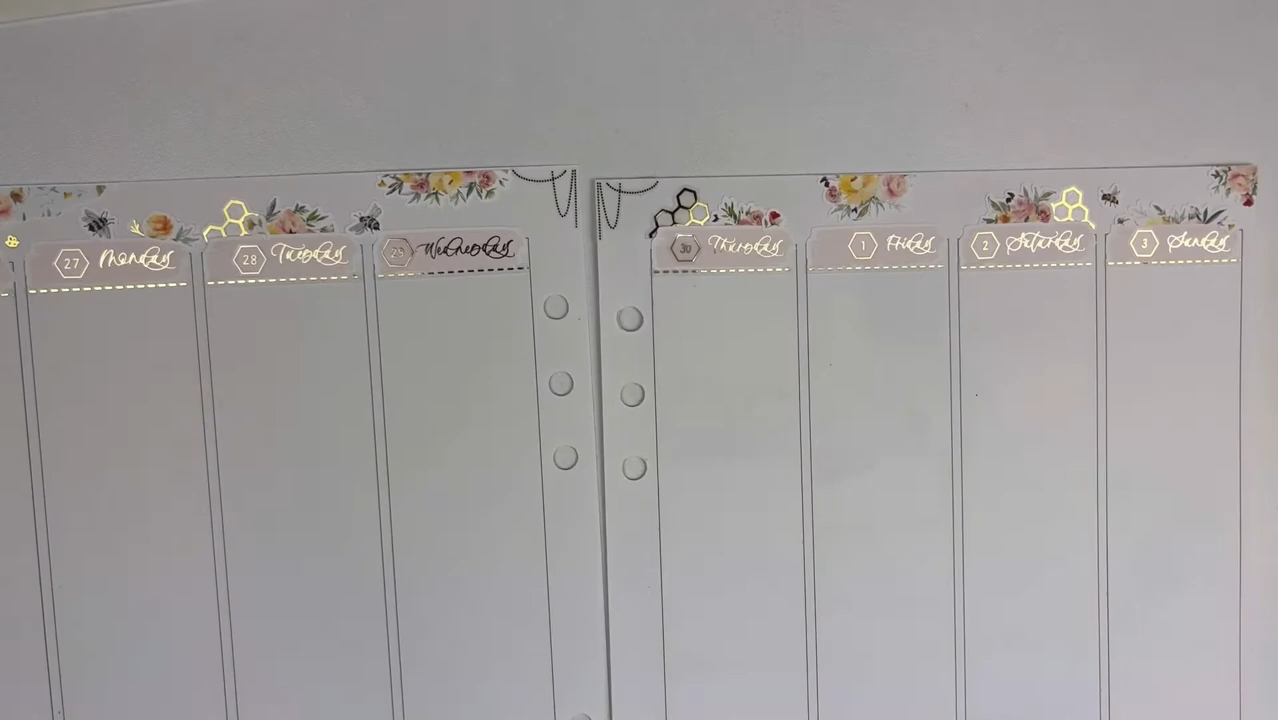 27 Monday
28 Tuesday
29 Wednesday
30 Thursday
1 Friday
2 Saturday
3 Sunday